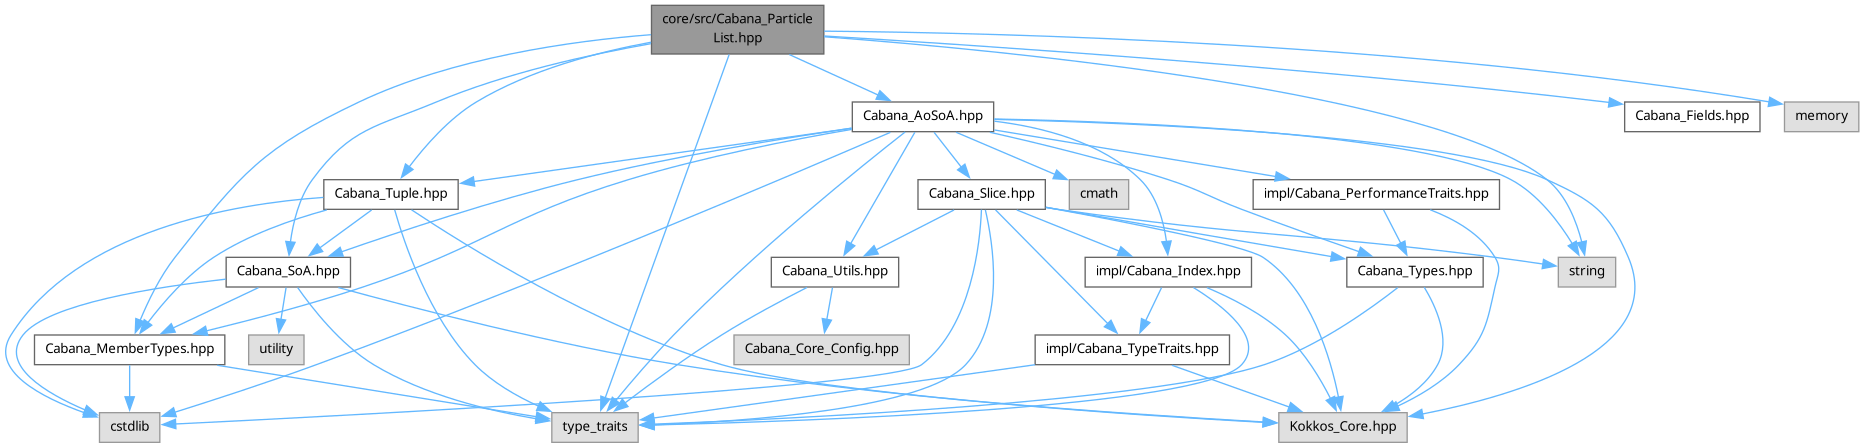 core/src/Cabana_Particle
List.hpp
Cabana_AoSoA.hpp
Cabana_Fields.hpp
memory
Cabana_Tuple.hpp
Cabana_Slice.hpp
cmath
impl/Cabana_PerformanceTraits.hpp
Cabana_SoA.hpp
Cabana_Utils.hpp
impl/Cabana_Index.hpp
Cabana_Types.hpp
string
Cabana_MemberTypes.hpp
utility
Cabana_Core_Config.hpp
impl/Cabana_TypeTraits.hpp
cstdlib
type_traits
Kokkos_Core.hpp